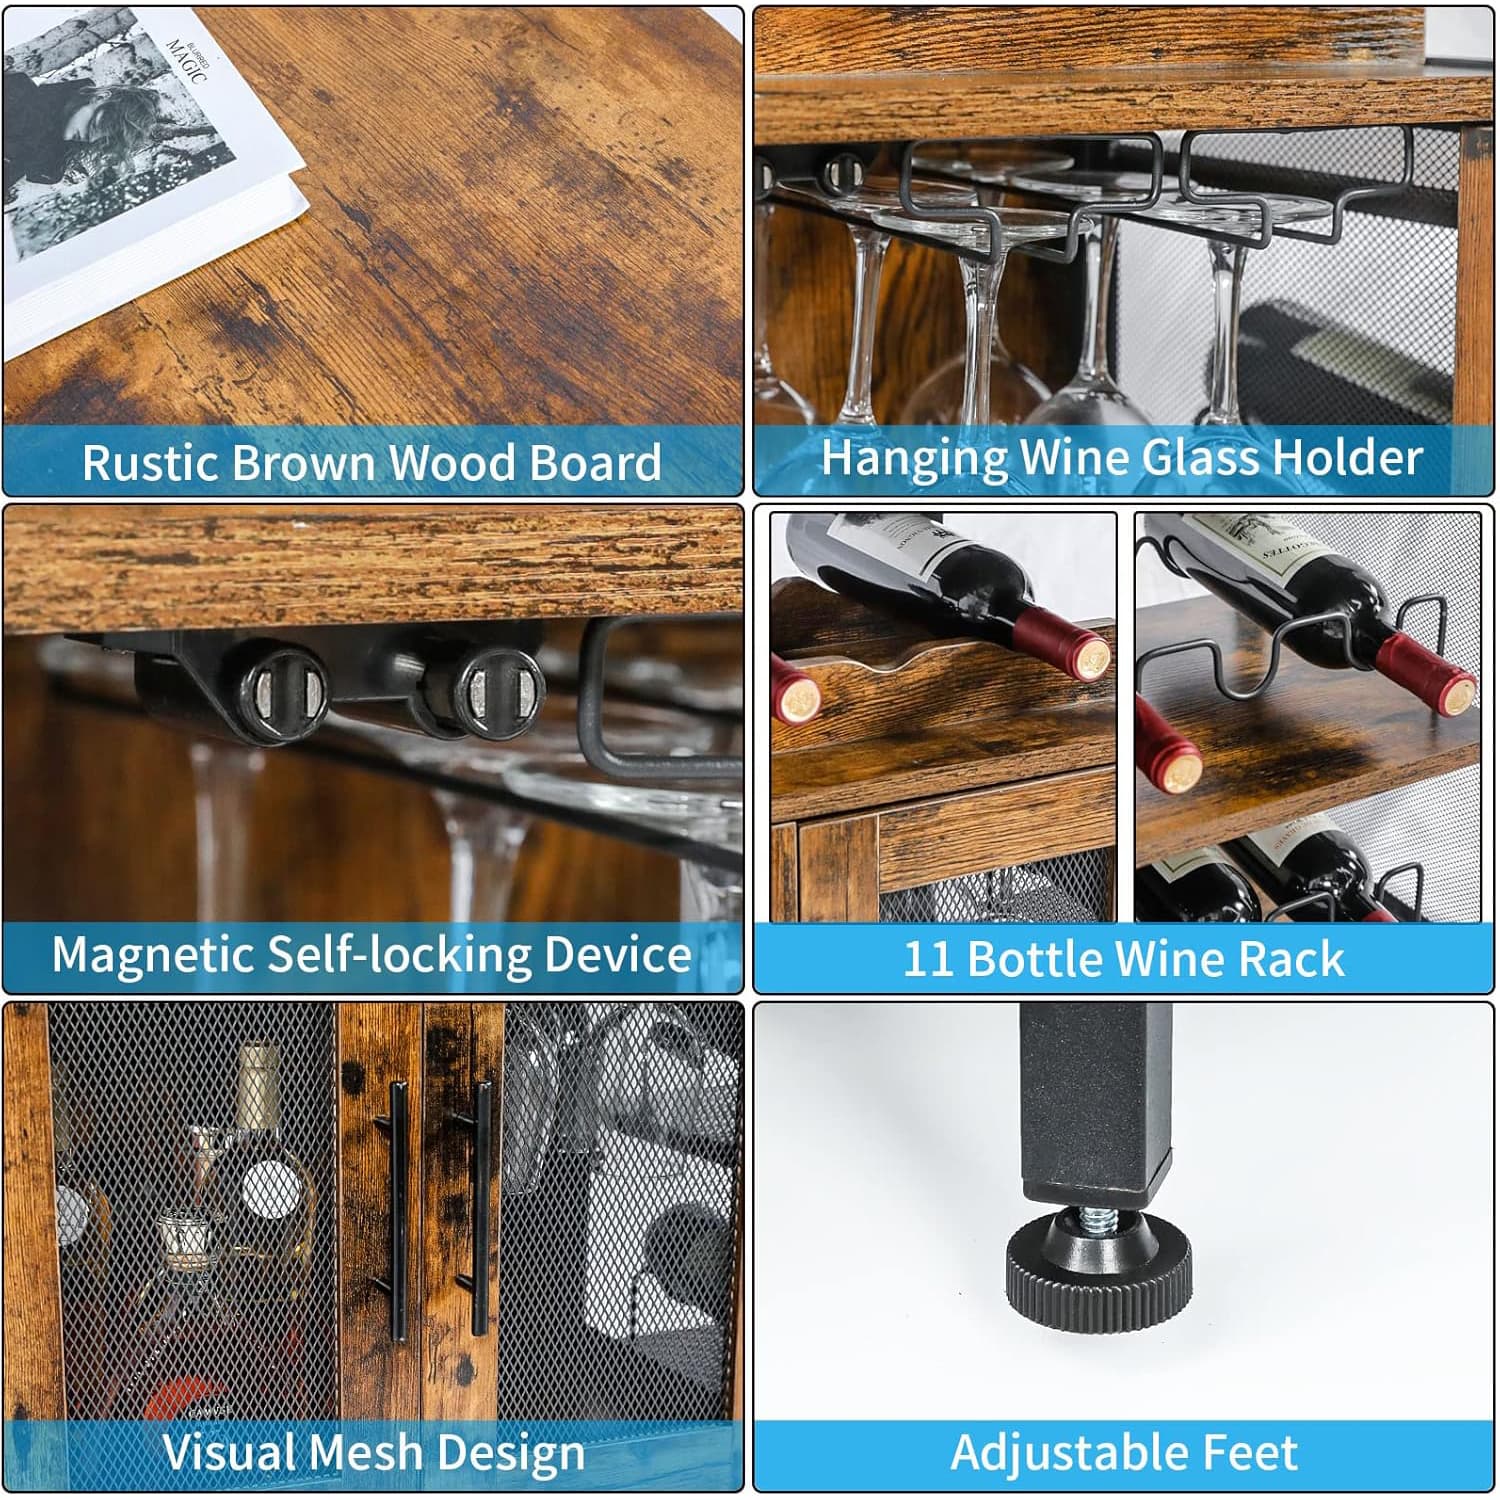 BLURRED
MAGIC
Rustic Brown Wood Board
Hanging Wine Glass Holder
Magnetic Self-locking Device
11 Bottle Wine Rack
CAMUS
Visual Mesh Design
Adjustable Feet